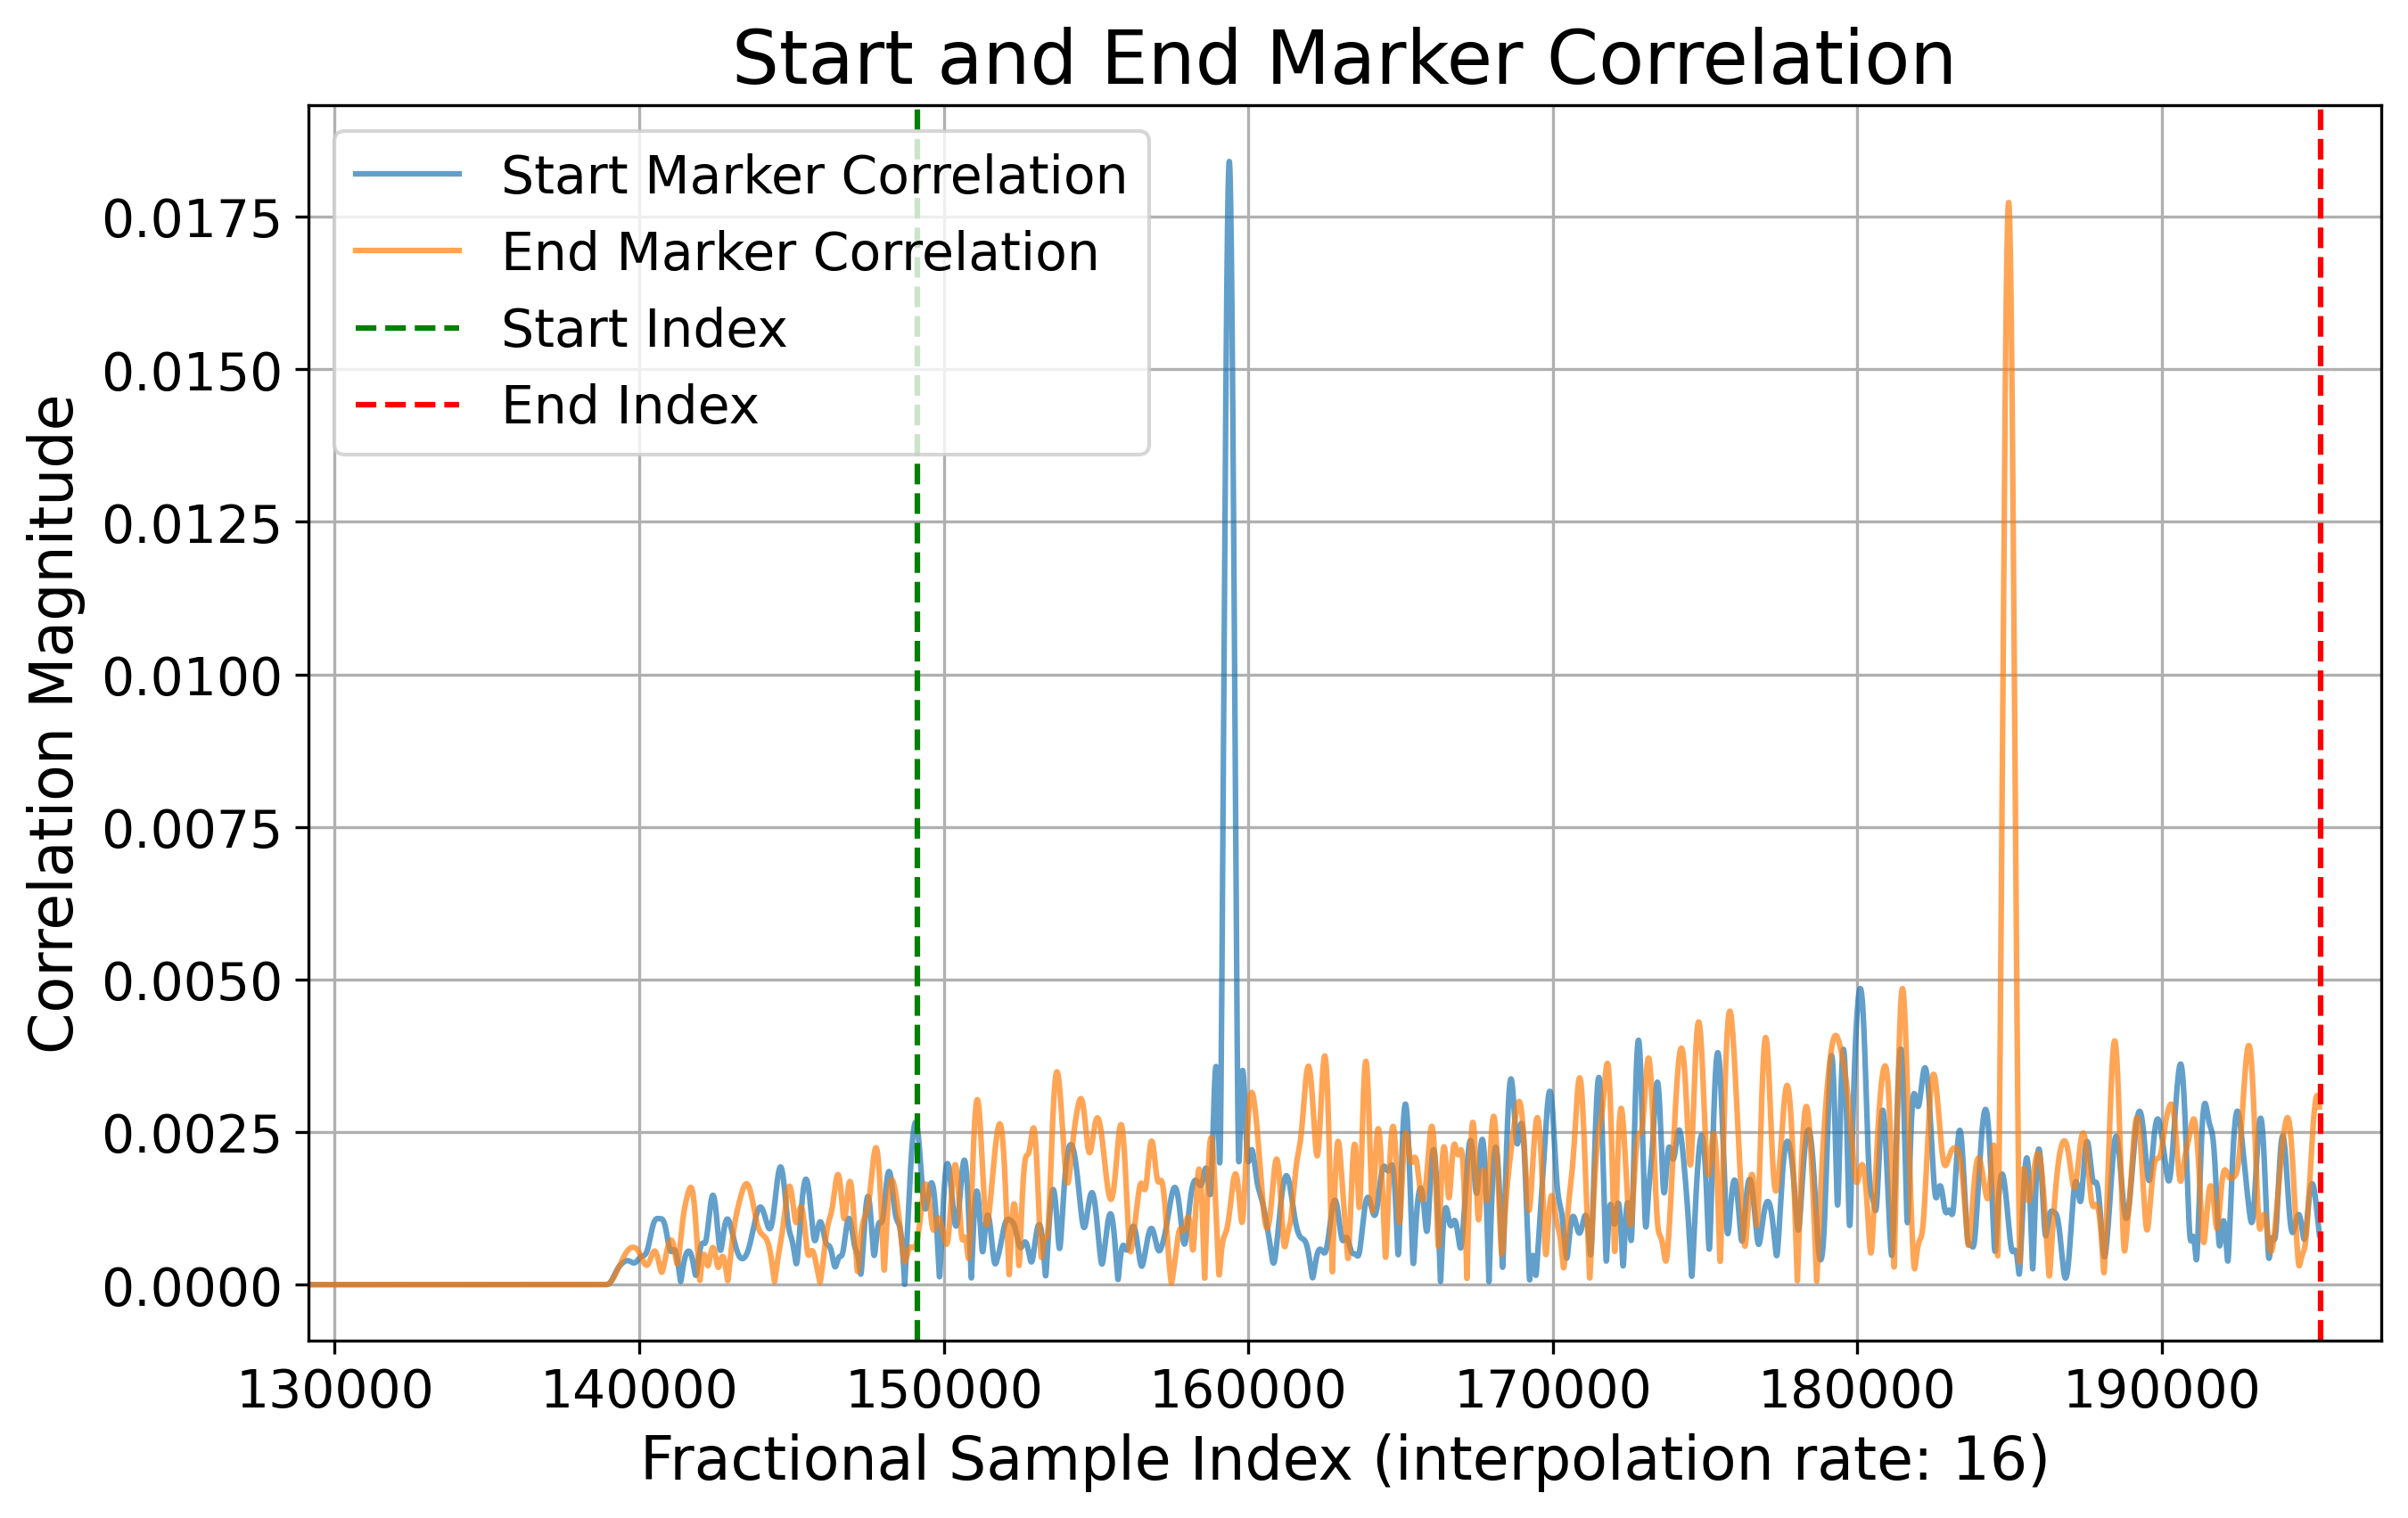 Start and End Marker Correlation
Start Marker Correlation
End Marker Correlation
Start Index
End Index
Correlation Magnitude
0.0175
0.0150
0.0125
0.0100
0.0075
0.0050
0.0025
0.0000
130000 140000 150000 160000 170000 180000 190000
Fractional Sample Index (interpolation rate: 16)